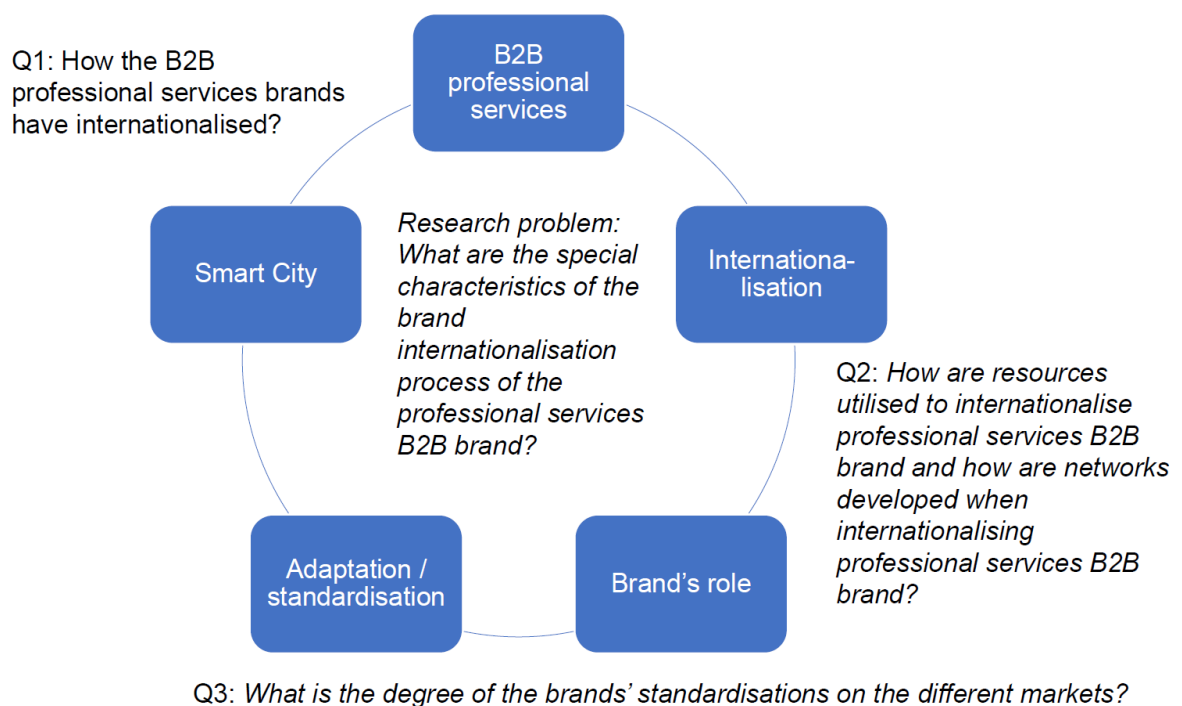 B2B
professional
services
Q1: How the B2B
professional services brands
have internationalised?
Smart City
Research problem:
What are the special
characteristics of the
brand
internationalisation
process of the
professional services
B2B brand?
Internationa-
lisation
Q2: How are resources
utilised to internationalise
professional services B2B
brand and how are networks
developed when
internationalising
professional services B2B
brand?
Adaptation /
standardisation
Brand’s role
Q3: What is the degree of the brands’ standardisations on the different markets?